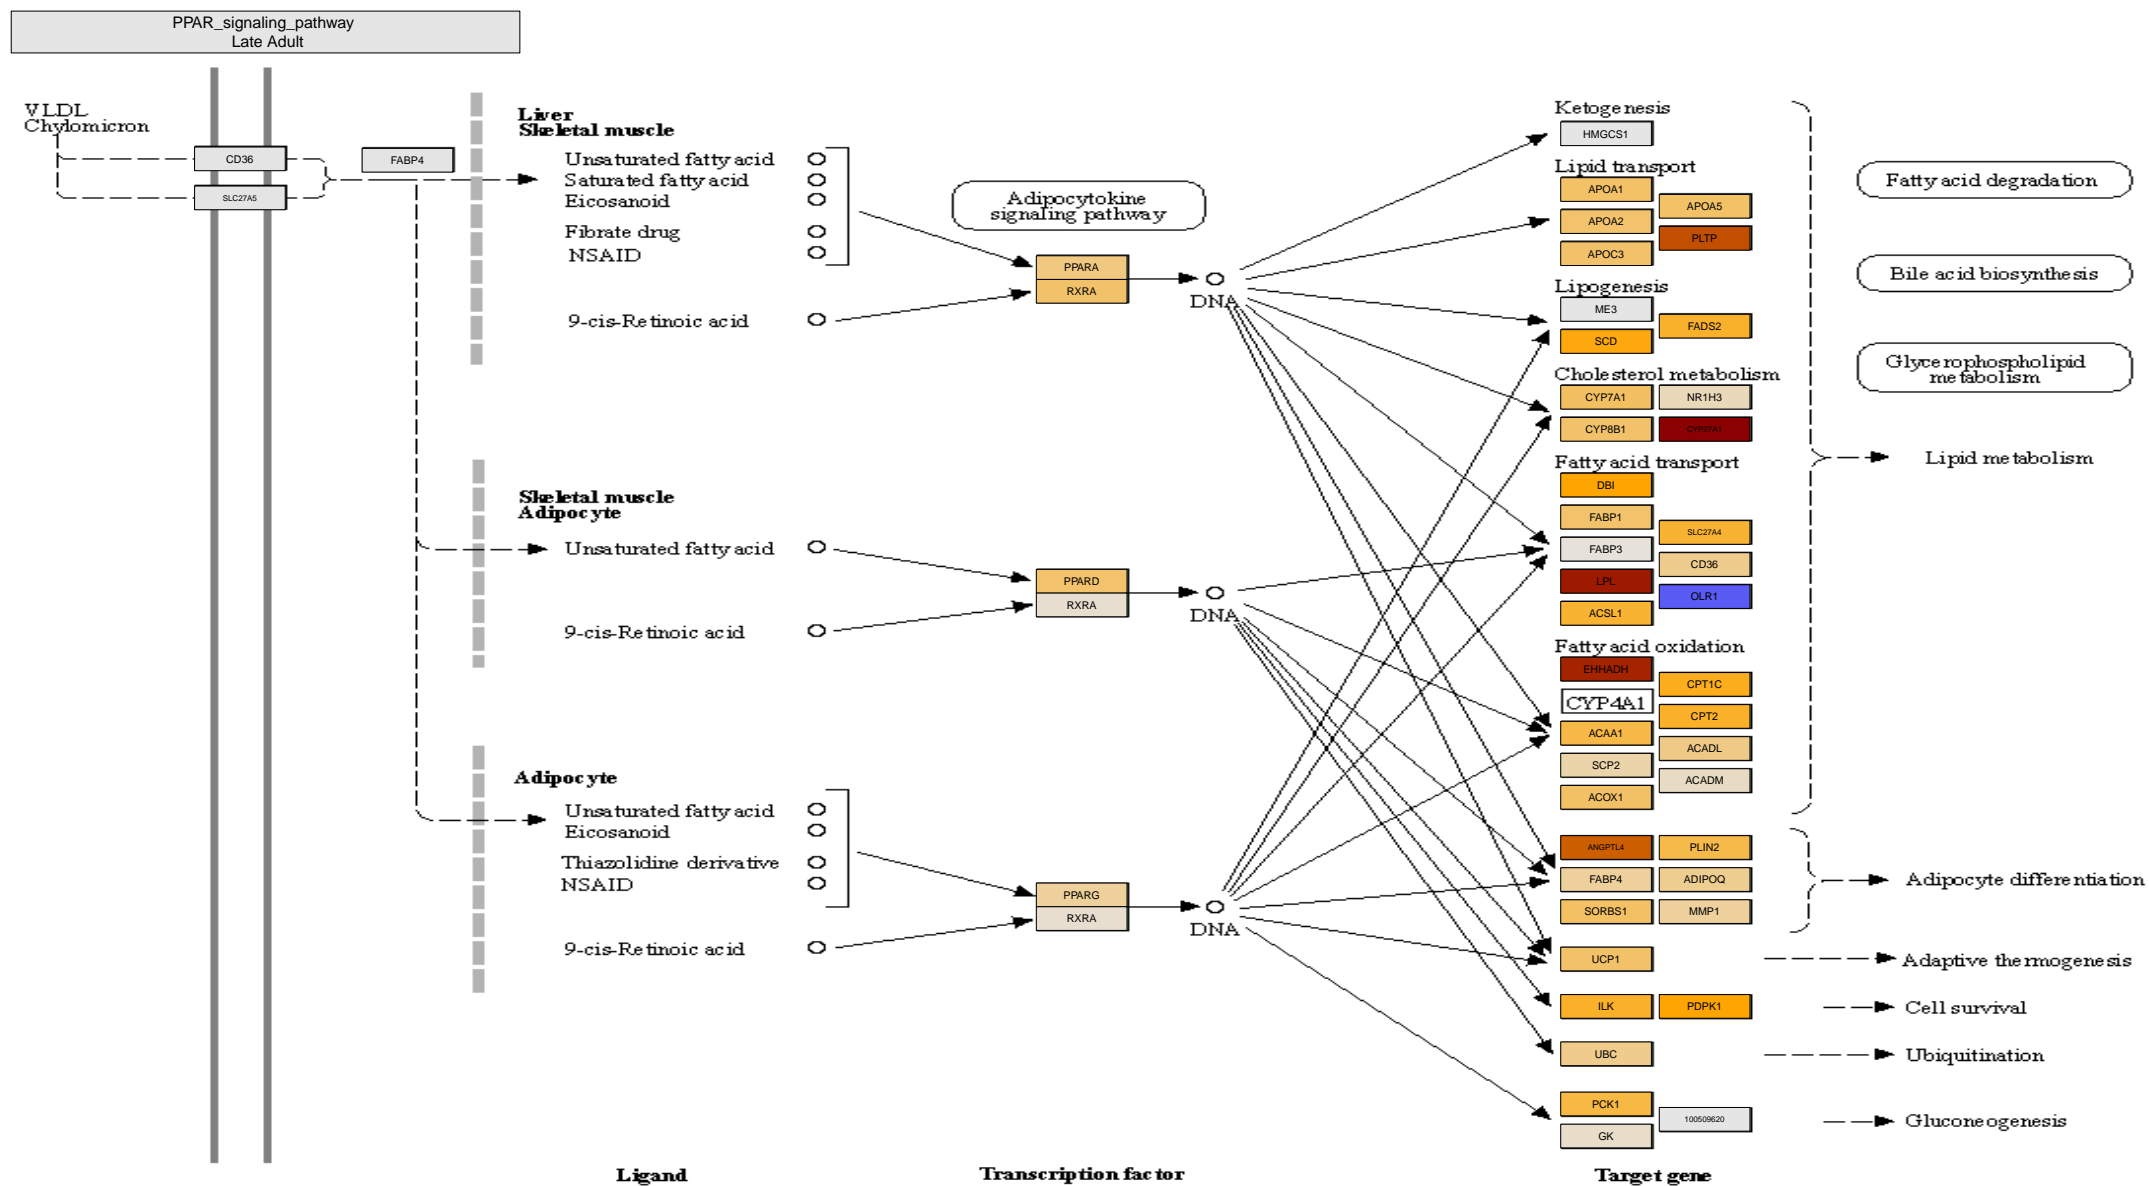 PPAR_signaling_pathway
Late Adult
VLDL
Chylomicron
CD36
SLC27A5
FABP4
Liver
Skeletal muscle
Unsaturated fatty acid
Saturated fatty acid
Eicosanoid
Fibrate drug
NSAID
9-cis-Retinoic acid
Skeletal muscle
Adipocyte
Unsaturated fatty acid
9-cis-Retinoic acid
Adipocyte
Unsaturated fatty acid
Eicosanoid
Thiazolidine derivative
NSAID
9-cis-Retinoic acid
Ligand
Adipocytokine
signaling pathway
PPARA
RXRA
DNA
PPARD
RXRA
DNA
PPARG
RXRA
DNA
Transcription factor
Ketogenesis
HMGCS1
Lipid transport
APOA1
APOA5
APOA2
PLTP
APOC3
Lipogenesis
ME3
FADS2
SCD
Cholesterol metabolism
CYP7A1
NR1H3
CYP8B1
CYP27A1
Fatty acid transport
DBI
FABP1
SLC27A4
FABP3
CD36
LPL
OLR1
ACSL1
Fatty acid oxidation
EHHADH
CPT1C
CYP4A1
CPT2
ACAA1
ACADL
SCP2
ACADM
ACOX1
ANGPTL4
PLIN2
FABP4
ADIPOQ
SORBS1
MMP1
UCP1
ILK
PDPK1
UBC
PCK1
100509620
GK
Target gene
Fatty acid degradation
Bile acid biosynthesis
Glycerophospholipid
metabolism
Lipid metabolism
Adipocyte differentiation
Adaptive thermogenesis
Cell survival
Ubiquitination
Gluconeogenesis